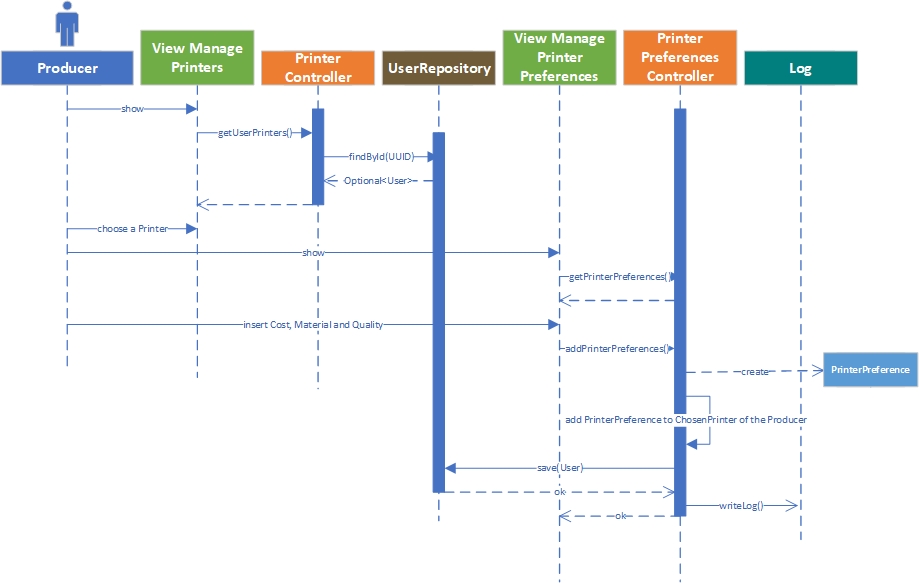 Producer
View Manage
Printers
Printer
Controller
UserRepository
View Manage
Printer
Preferences
Printer
Preferences
Controller
Log
show
getUserPrinters()
findById(UUID)
Optional<User>
choose a Printer
show
getPrinterPreferences()
insert Cost, Material and Quality
addPrinterPreferences()
create
PrinterPreference
add PrinterPreference to ChosenPrinter of the Producer
save(User)
ok
writeLog()
ok